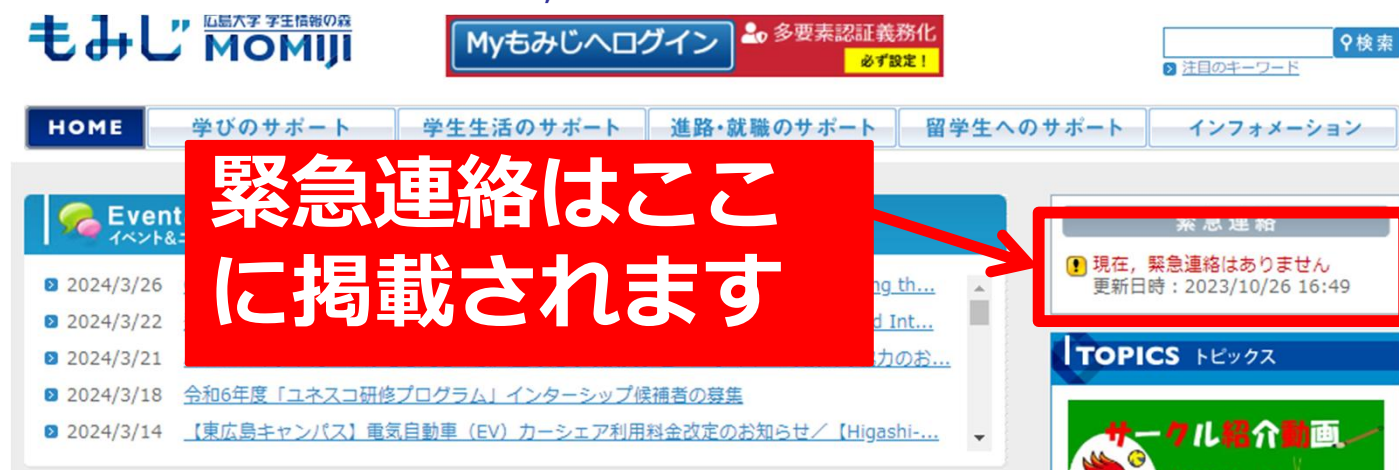 もみじ
広島大学 学生情報の森
MOMIJI
Myもみじへログイン
多要素認証義務化
必ず設定！
検索
注目のキーワード
HOME
学びのサポート
学生生活のサポート
進路・就職のサポート
留学生へのサポート
インフォメーション
緊急連絡はここ
に掲載されます
Event
イベント&
緊急連絡
現在，緊急連絡はありません
更新日時：2023/10/26 16:49
2024/3/26
ng th...
2024/3/22
d Int...
2024/3/21
力のお...
2024/3/18 令和6年度「ユネスコ研修プログラム」インターシップ候補者の募集
2024/3/14 【東広島キャンパス】電気自動車（EV）カーシェア利用料金改定のお知らせ／【Higashi-...
TOPICS トピックス
サークル紹介動画